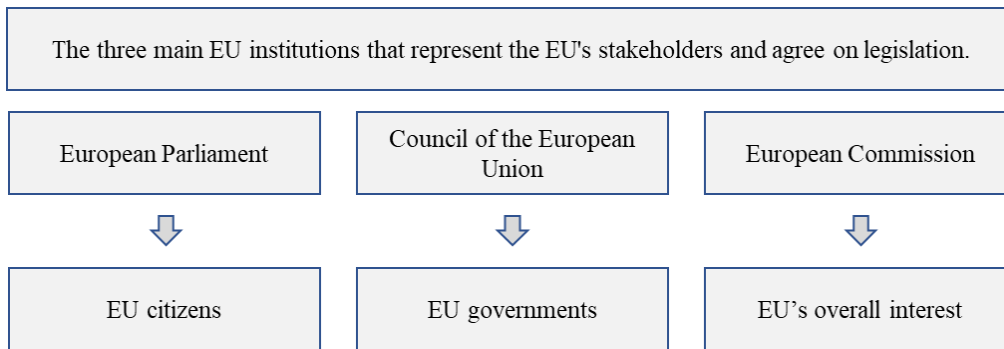 The three main EU institutions that represent the EU's stakeholders and agree on legislation.
European Parliament
Council of the European
Union
European Commission
EU citizens
EU governments
EU’s overall interest